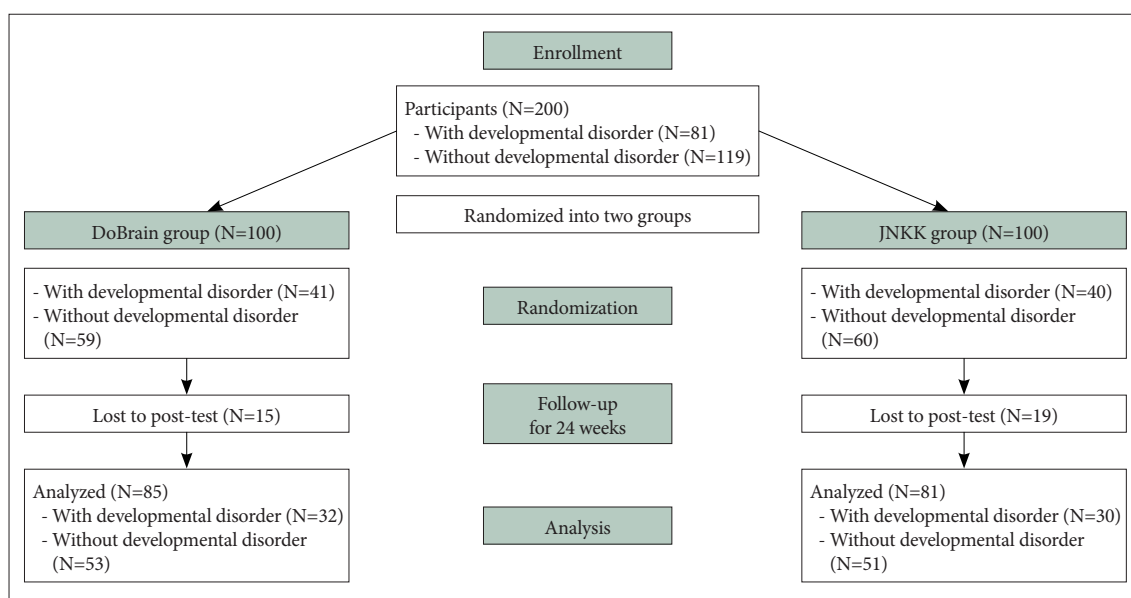 Enrollment
Participants (N=200)
- With developmental disorder (N=81)
- Without developmental disorder (N=119)
Randomized into two groups
DoBrain group (N=100)
JNKK group (N=100)
- With developmental disorder (N=41)
- Without developmental disorder
(N=59)
Randomization
- With developmental disorder (N=40)
- Without developmental disorder
(N=60)
Lost to post-test (N=15)
Follow-up
for 24 weeks
Lost to post-test (N=19)
Analyzed (N=85)
- With developmental disorder (N=32)
- Without developmental disorder
(N=53)
Analysis
Analyzed (N=81)
- With developmental disorder (N=30)
- Without developmental disorder
(N=51)